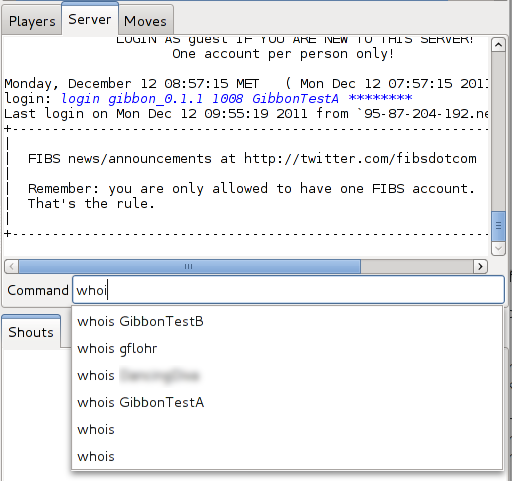 Players Server Moves
LOGIN AS guest IF YOU ARE NEW TO THIS SERVER!
One account per person only!
Monday, December 12 08:57:15 MET ( Mon Dec 12 07:57:15 2011
login: login gibbon_0.1.1 1008 GibbonTestA ********
Last login on Mon Dec 12 09:55:19 2011 from `95-87-204-192.ne
+----------------------------------------------------------
|
| FIBS news/announcements at http://twitter.com/fibsdotcom
|
| Remember: you are only allowed to have one FIBS account.
| That's the rule.
|
+----------------------------------------------------------
Command whoi
Shouts
whois GibbonTestB
whois gflohr
whois
whois GibbonTestA
whois
whois